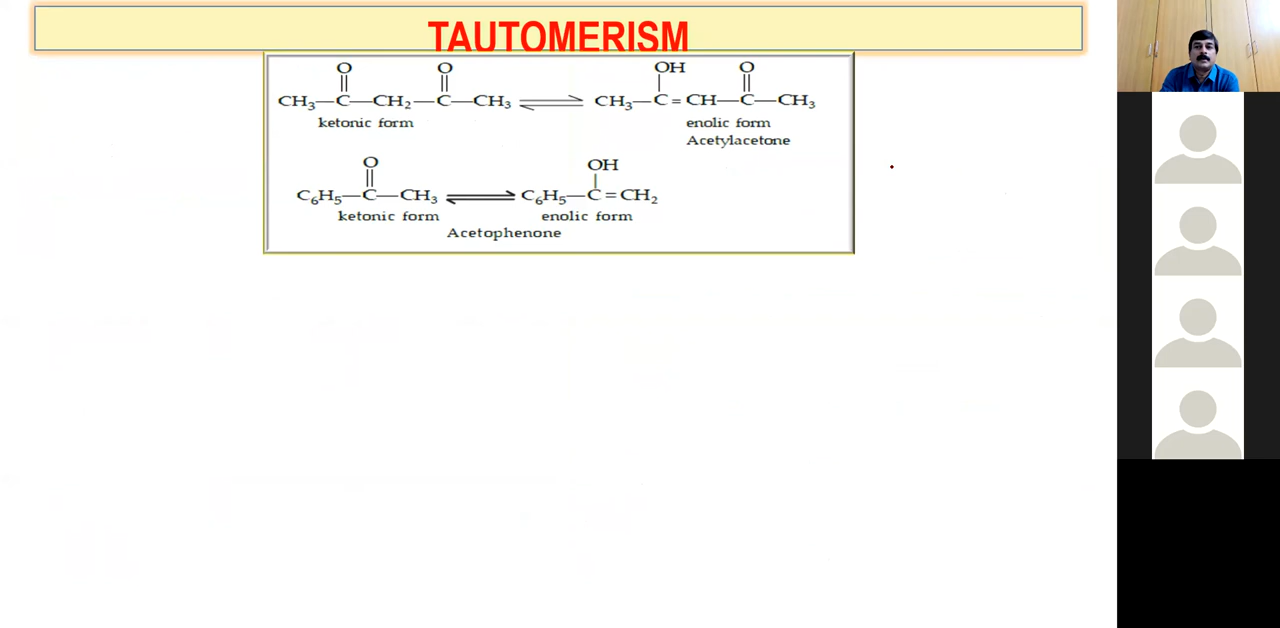 TAUTOMERISM
O O OH O
CH₃—C—CH₂—C—CH₃ ⇌ CH₃—C=CH—C—CH₃
ketonic form enolic form
Acetylacetone
O OH
C₆H₅—C—CH₃ ⇌ C₆H₅—C=CH₂
ketonic form enolic form
Acetophenone